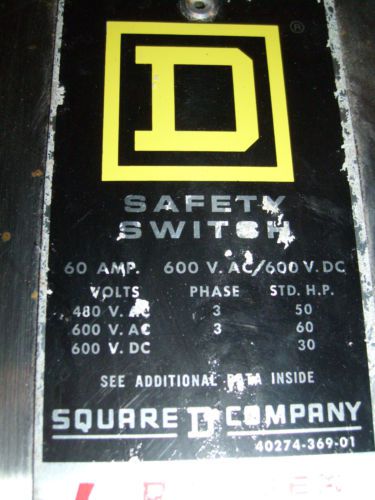 D
®
SAFETY
SWITCH
60 AMP. 600 V. AC/600 V. DC
VOLTS PHASE STD. H.P.
480 V. AC 3 50
600 V. AC 3 60
600 V. DC 30
SEE ADDITIONAL DATA INSIDE
SQUARE D COMPANY
40274-369-01